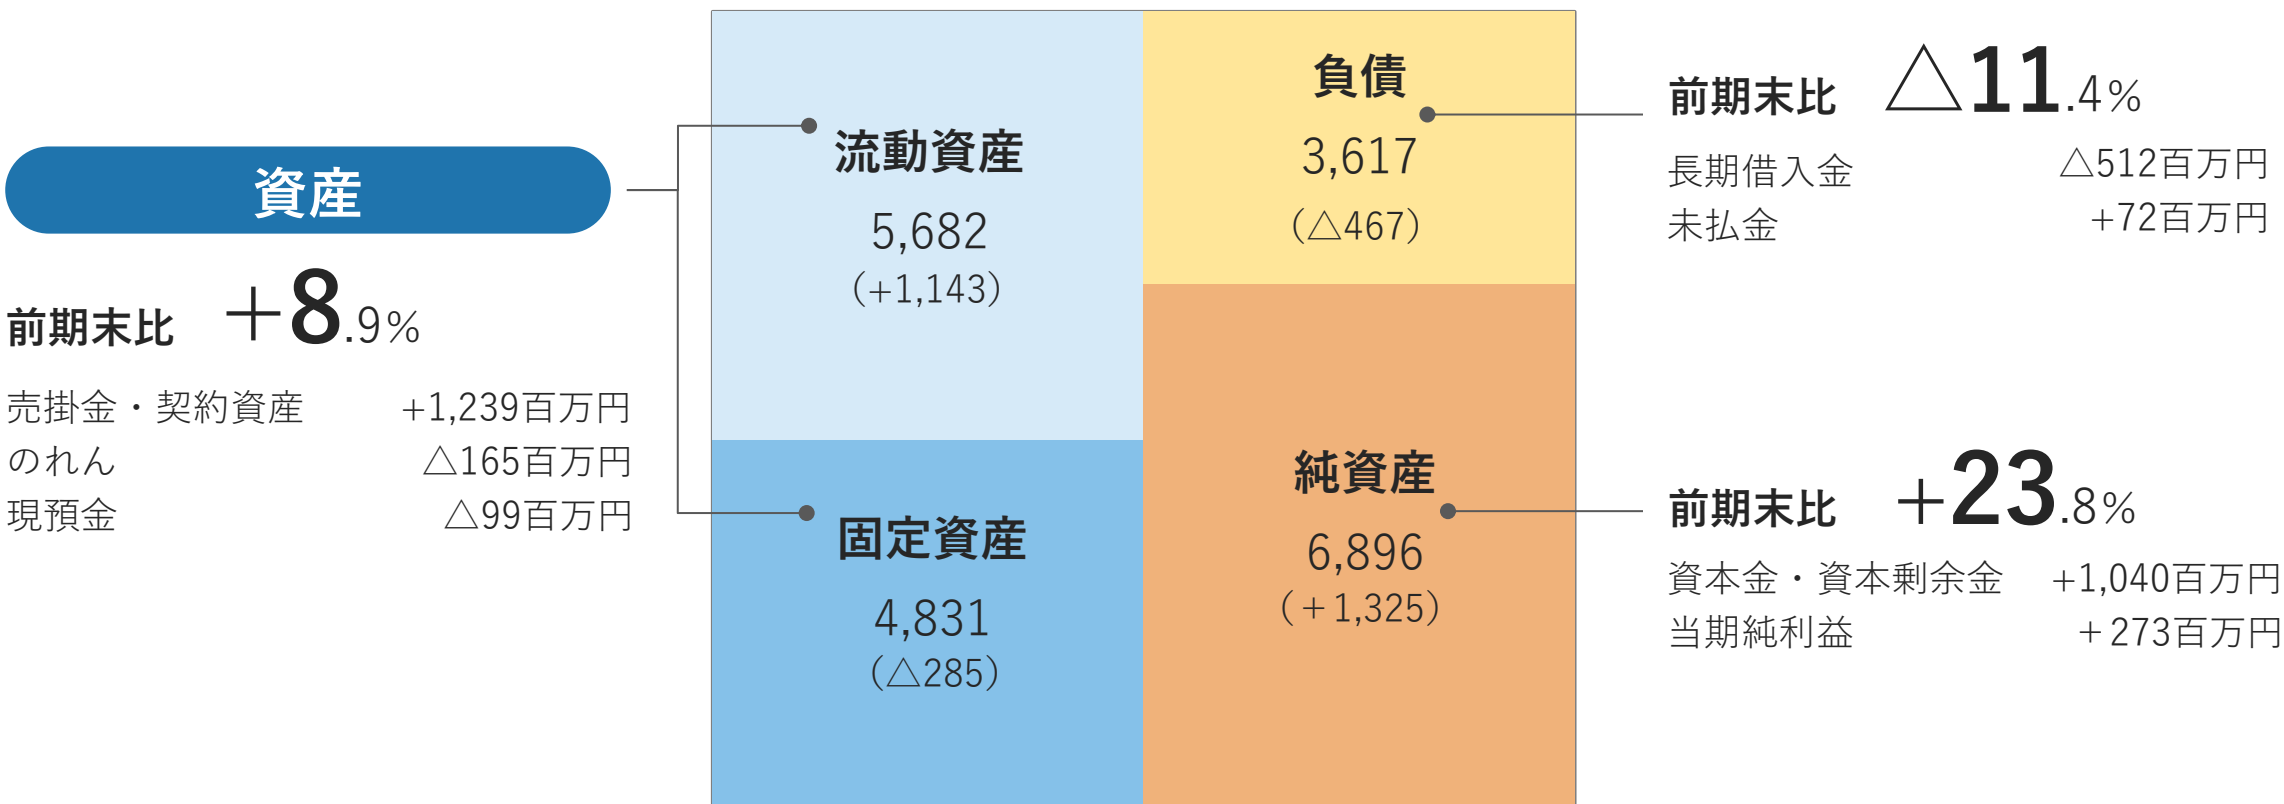 資産
前期末比 +8.9%
売掛金・契約資産 +1,239百万円
のれん △165百万円
現預金 △99百万円
流動資産
5,682
(+1,143)
固定資産
4,831
(△285)
負債
3,617
(△467)
純資産
6,896
(+1,325)
前期末比 △11.4%
長期借入金 △512百万円
未払金 +72百万円
前期末比 +23.8%
資本金・資本剰余金 +1,040百万円
当期純利益 +273百万円